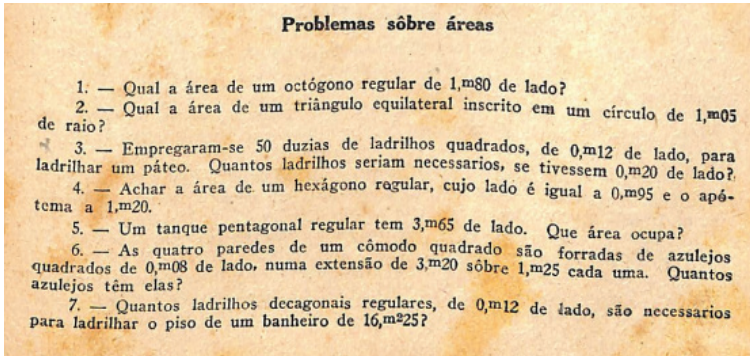 Problemas sôbre áreas
1. — Qual a área de um octógono regular de 1,m80 de lado?
2. — Qual a área de um triângulo equilateral inscrito em um círculo de 1,m05
de raio?
3. — Empregaram-se 50 duzias de ladrilhos quadrados, de 0,m12 de lado, para
ladrilhar um páteo. Quantos ladrilhos seriam necessarios, se tivessem 0,m20 de lado?
4. — Achar a área de um hexágono regular, cujo lado é igual a 0,m95 e o apó-
tema a 1,m20.
5. — Um tanque pentagonal regular tem 3,m65 de lado. Que área ocupa?
6. — As quatro paredes de um cômodo quadrado são forradas de azulejos
quadrados de 0,m08 de lado, numa extensão de 3,m20 sôbre 1,m25 cada uma. Quantos
azulejos têm elas?
7. — Quantos ladrilhos decagonais regulares, de 0,m12 de lado, são necessarios
para ladrilhar o piso de um banheiro de 16,m²25?